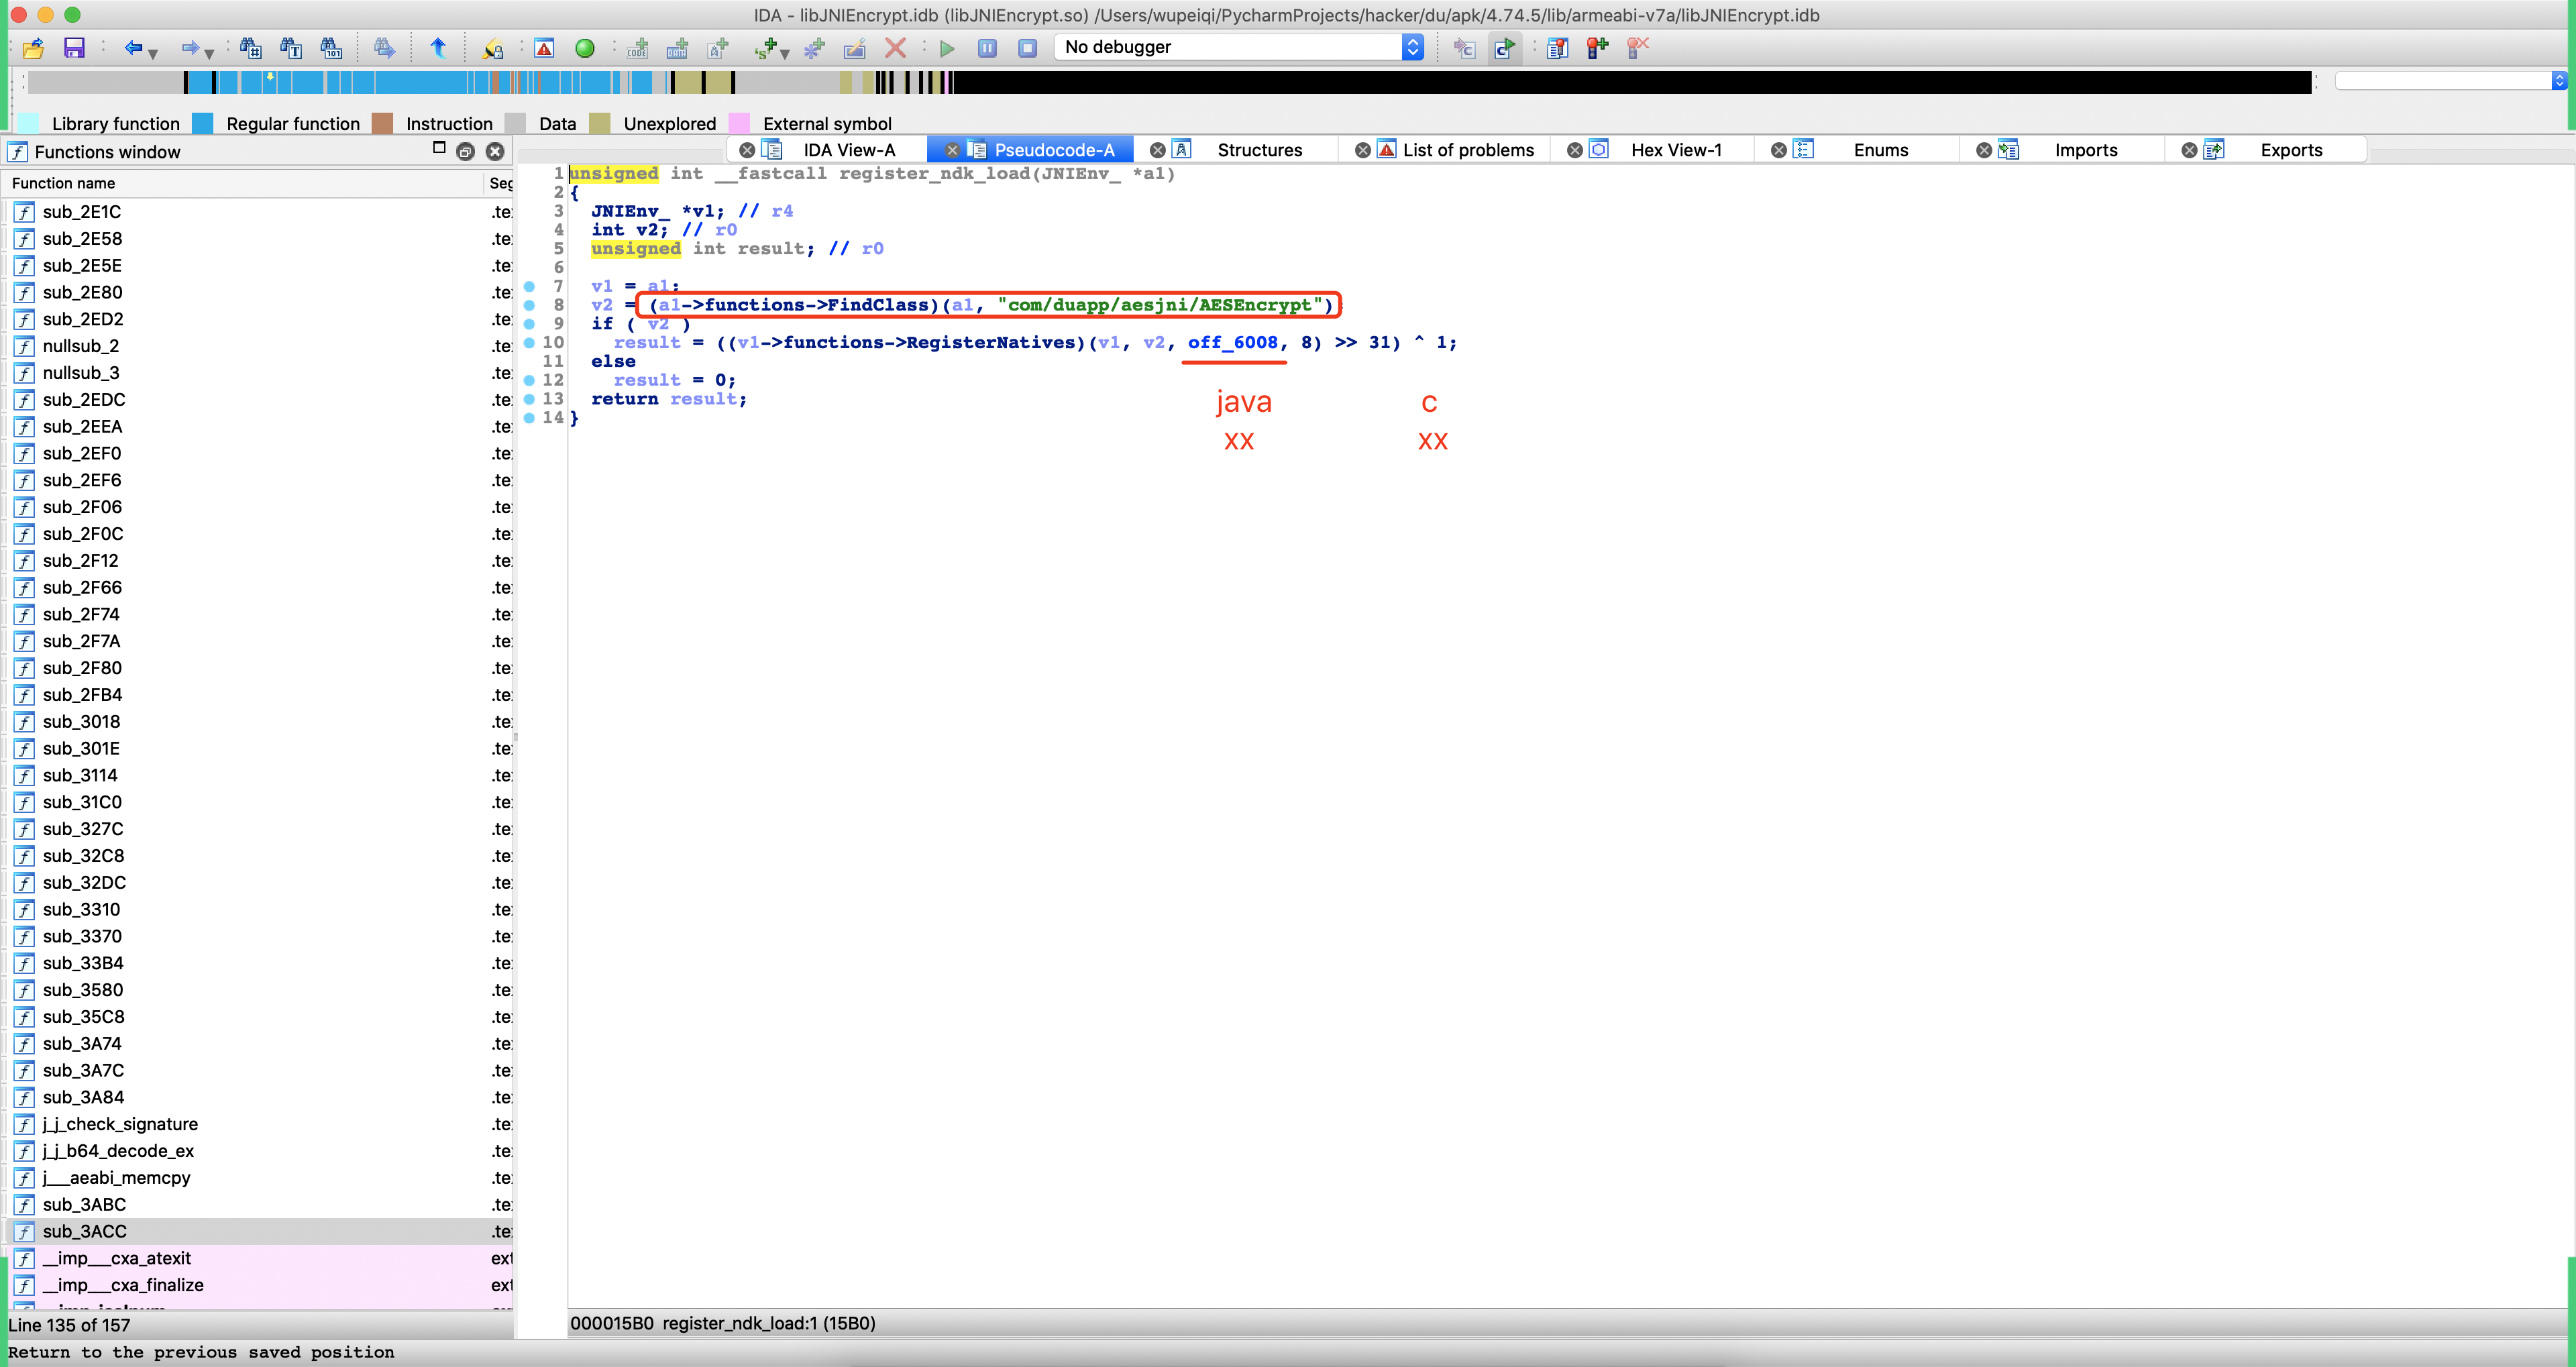 IDA - libJNIEncrypt.idb (libJNIEncrypt.so) /Users/wupeiqi/PycharmProjects/hacker/du/apk/4.74.5/lib/armeabi-v7a/libJNIEncrypt.idb
No debugger
Library function Regular function Instruction Data Unexplored External symbol
Functions window
IDA View-A Pseudocode-A Structures List of problems Hex View-1 Enums Imports Exports
Function name Seg
sub_2E1C .te
sub_2E58 .te
sub_2E5E .te
sub_2E80 .te
sub_2ED2 .te
nullsub_2 .te
nullsub_3 .te
sub_2EDC .te
sub_2EEA .te
sub_2EF0 .te
sub_2EF6 .te
sub_2F06 .te
sub_2F0C .te
sub_2F12 .te
sub_2F66 .te
sub_2F74 .te
sub_2F7A .te
sub_2F80 .te
sub_2FB4 .te
sub_3018 .te
sub_301E .te
sub_3114 .te
sub_31C0 .te
sub_327C .te
sub_32C8 .te
sub_32DC .te
sub_3310 .te
sub_3370 .te
sub_33B4 .te
sub_3580 .te
sub_35C8 .te
sub_3A74 .te
sub_3A7C .te
sub_3A84 .te
j_j_check_signature .te
j_j_b64_decode_ex .te
j___aeabi_memcpy .te
sub_3ABC .te
sub_3ACC .te
__imp___cxa_atexit ext
__imp___cxa_finalize ext
Line 135 of 157
1 unsigned int __fastcall register_ndk_load(JNIEnv_ *a1)
2 {
3 JNIEnv_ *v1; // r4
4 int v2; // r0
5 unsigned int result; // r0
6
7 v1 = a1;
8 v2 = (a1->functions->FindClass)(a1, "com/duapp/aesjni/AESEncrypt")
9 if ( v2 )
10 result = ((v1->functions->RegisterNatives)(v1, v2, off_6008, 8) >> 31) ^ 1;
11 else
12 result = 0;
13 return result;
14 }
java c
xx xx
000015B0 register_ndk_load:1 (15B0)
Return to the previous saved position